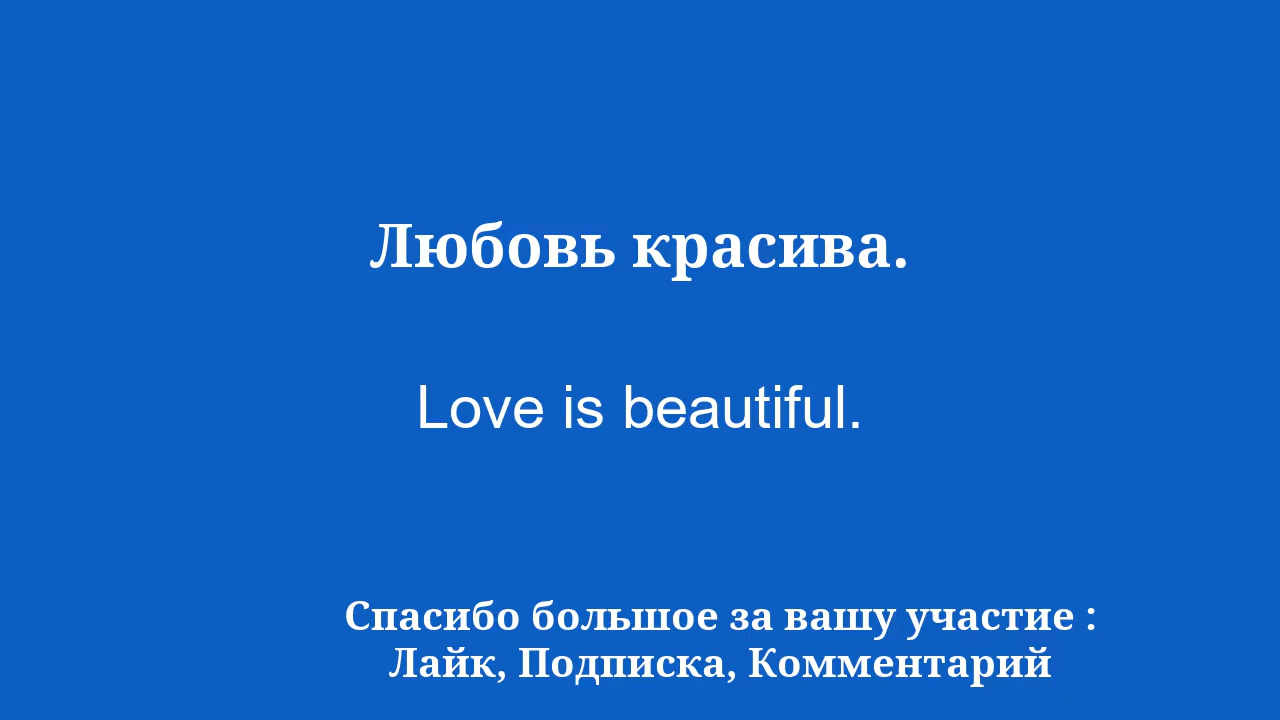 Любовь красива.
Love is beautiful.
Спасибо большое за вашу участие :
Лайк, Подписка, Комментарий